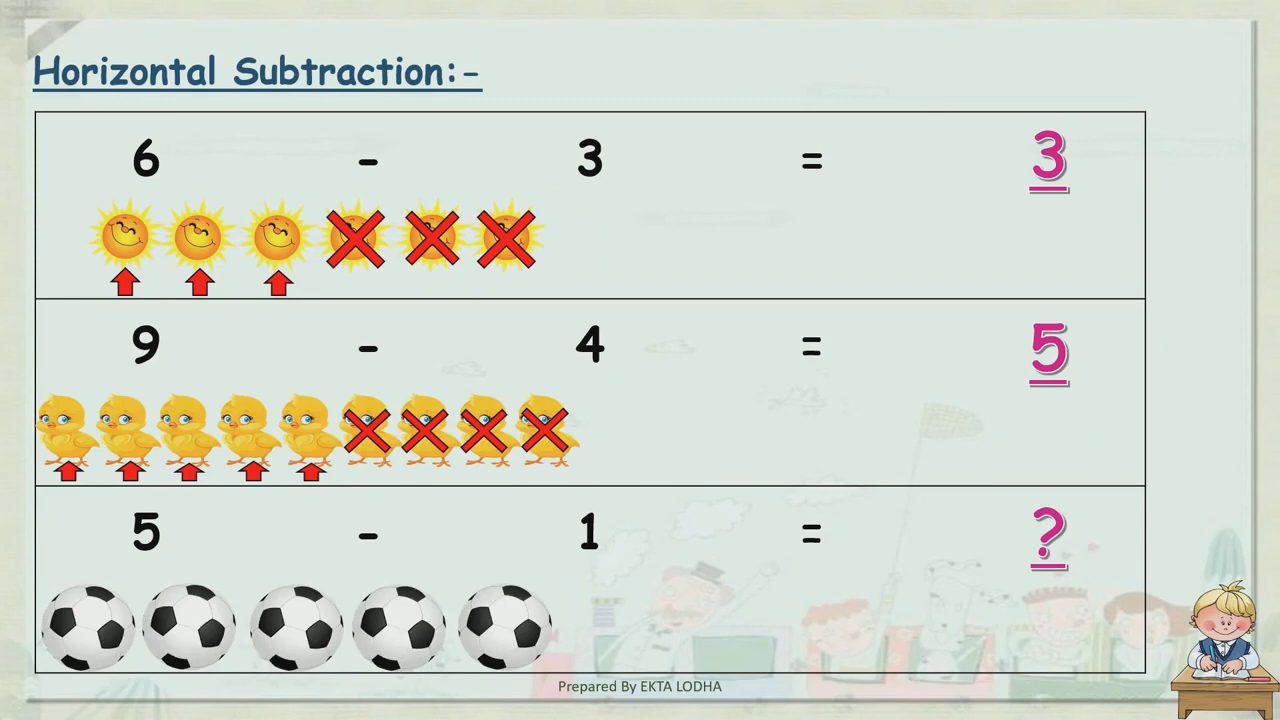 Horizontal Subtraction:-
6 - 3 = 3
9 - 4 = 5
5 - 1 = ?
Prepared By EKTA LODHA